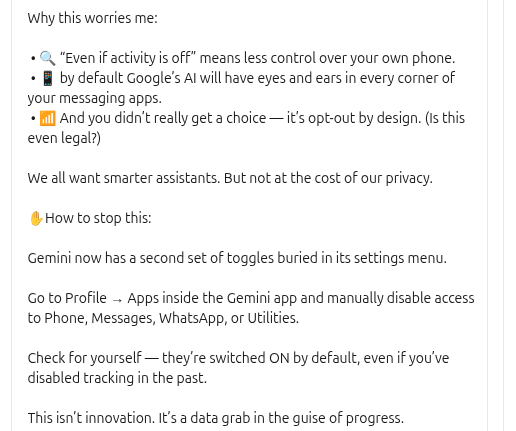 Why this worries me:
• 🔍 “Even if activity is off” means less control over your own phone.
• 📱 by default Google’s AI will have eyes and ears in every corner of
your messaging apps.
• 📶 And you didn’t really get a choice — it’s opt-out by design. (Is this
even legal?)
We all want smarter assistants. But not at the cost of our privacy.
✋How to stop this:
Gemini now has a second set of toggles buried in its settings menu.
Go to Profile → Apps inside the Gemini app and manually disable access
to Phone, Messages, WhatsApp, or Utilities.
Check for yourself — they’re switched ON by default, even if you’ve
disabled tracking in the past.
This isn’t innovation. It’s a data grab in the guise of progress.